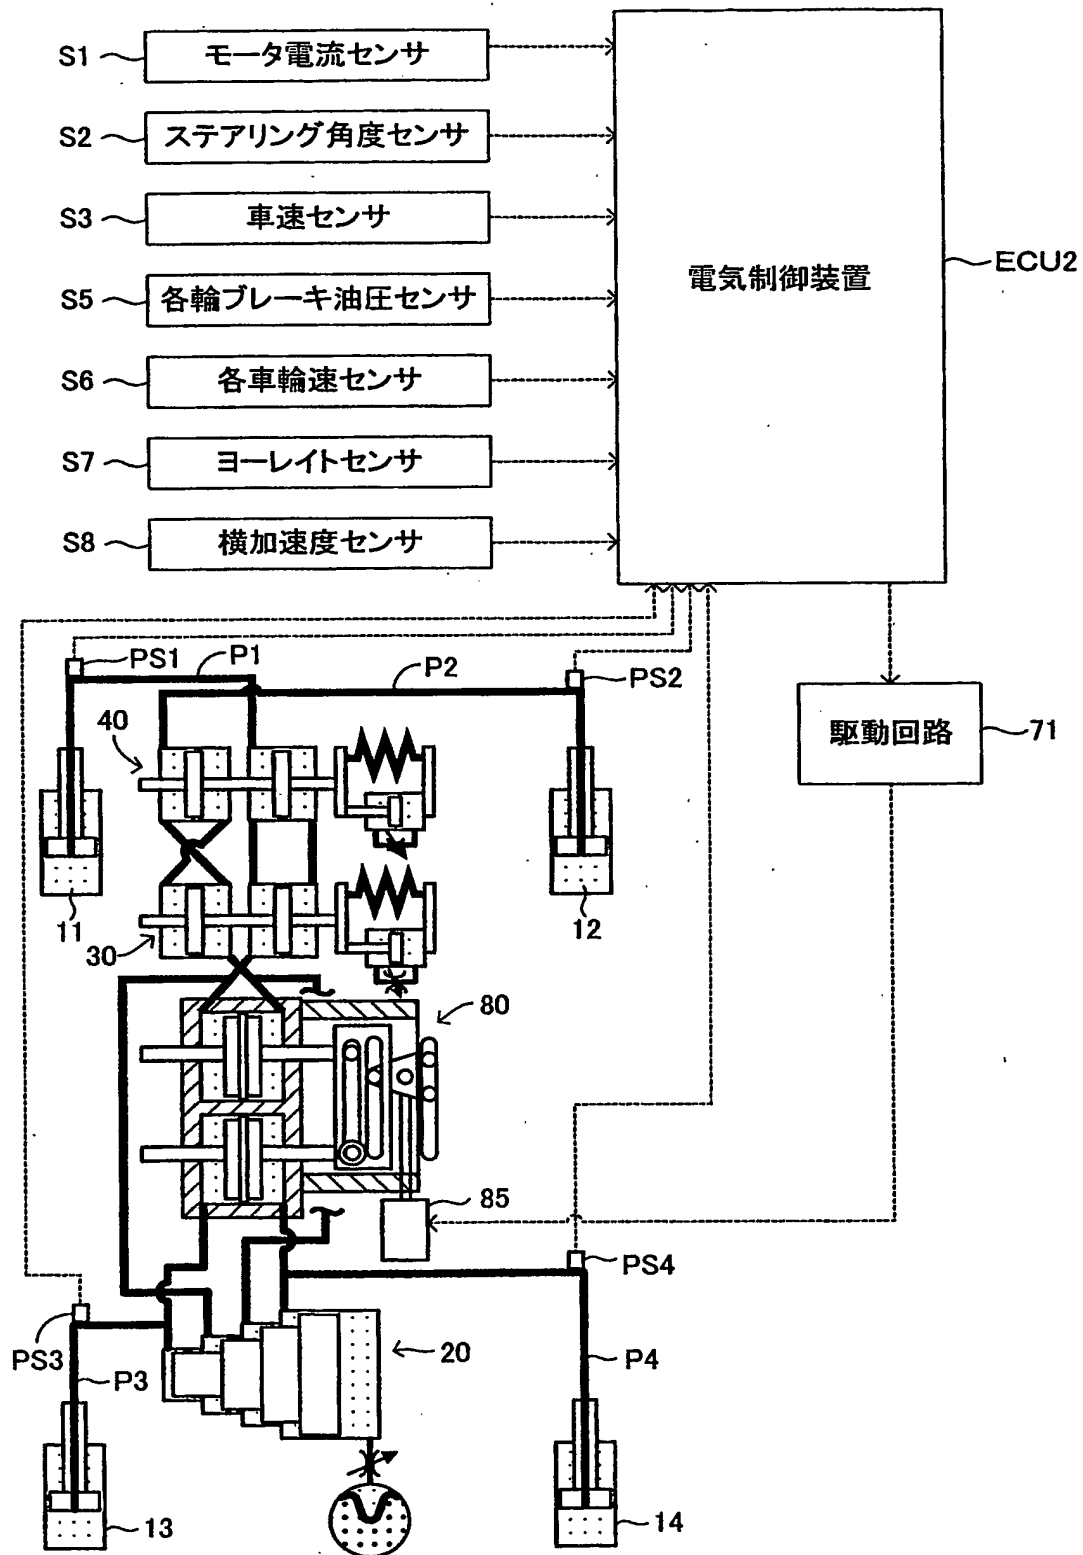 S1 モータ電流センサ
S2 ステアリング角度センサ
S3 車速センサ
電気制御装置
ECU2
S5 各輪ブレーキ油圧センサ
S6 各車輪速センサ
S7 ヨーレイトセンサ
S8 横加速度センサ
PS1
P1
P2
PS2
40
駆動回路
71
11
12
30
80
85
PS4
PS3
20
P3
P4
13
14